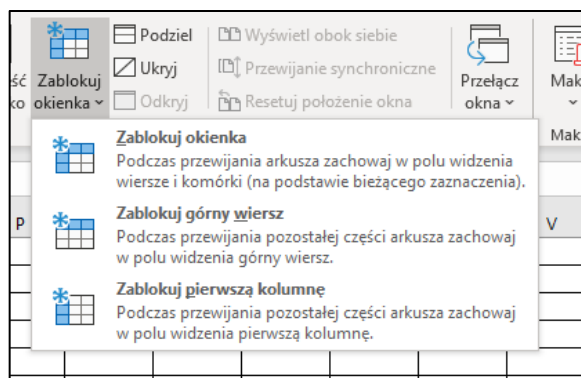 Podziel
Ukryj
Odkryj
Wyświetl obok siebie
Przewijanie synchroniczne
Resetuj położenie okna
Zablokuj
okienka
Przełącz
okna
Mak
Mak
Zablokuj okienka
Podczas przewijania arkusza zachowaj w polu widzenia
wiersze i komórki (na podstawie bieżącego zaznaczenia).
Zablokuj górny wiersz
Podczas przewijania pozostałej części arkusza zachowaj
w polu widzenia górny wiersz.
Zablokuj pierwszą kolumnę
Podczas przewijania pozostałej części arkusza zachowaj
w polu widzenia pierwszą kolumnę.
P
V